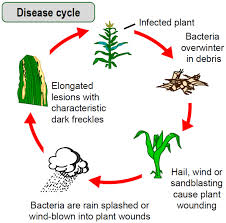 Disease cycle
Infected plant
Bacteria
overwinter
in debris
Hail, wind or
sandblasting
cause plant
wounding
Bacteria are rain splashed or
wind-blown into plant wounds
Elongated
lesions with
characteristic
dark freckles